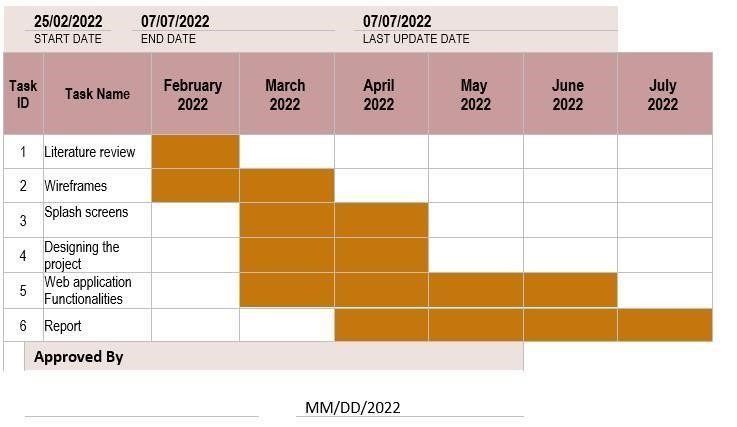 25/02/2022 07/07/2022 07/07/2022
START DATE END DATE LAST UPDATE DATE
Task ID Task Name February 2022 March 2022 April 2022 May 2022 June 2022 July 2022
1 Literature review
2 Wireframes
3 Splash screens
4 Designing the project
5 Web application Functionalities
6 Report
Approved By
MM/DD/2022